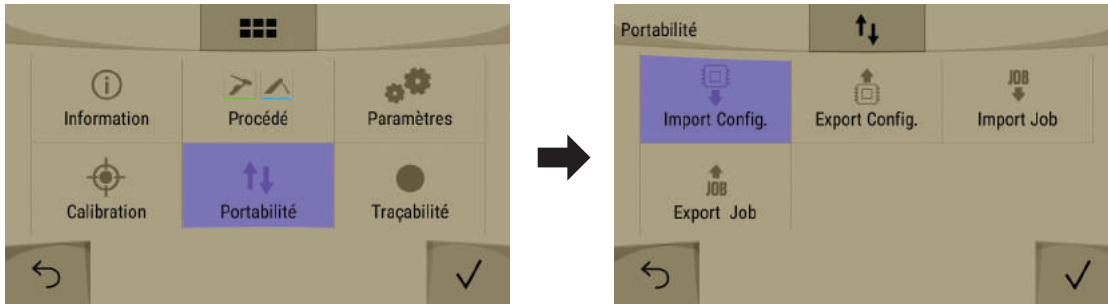 Information
Procédé
Paramètres
Calibration
Portabilité
Traçabilité
Portabilité
Import Config.
Export Config.
JOB
Import Job
JOB
Export Job